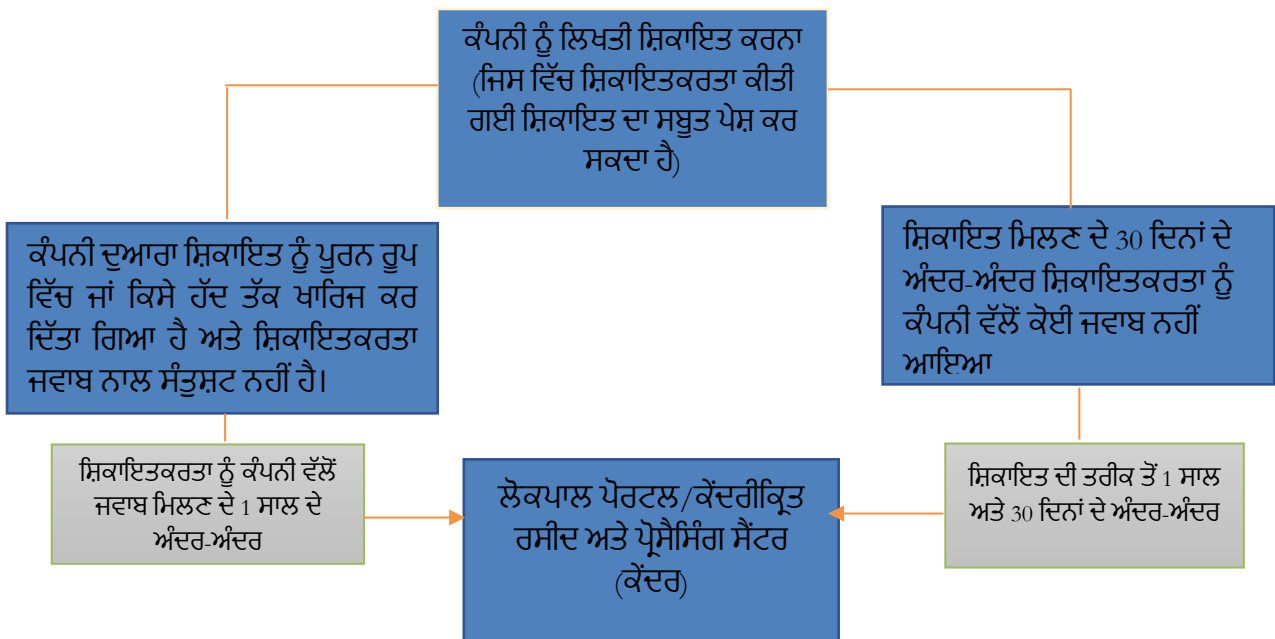 ਕੰਪਨੀ ਨੂੰ ਲਿਖਤੀ ਸ਼ਿਕਾਇਤ ਕਰਨਾ
(ਜਿਸ ਵਿੱਚ ਸ਼ਿਕਾਇਤਕਰਤਾ ਕੀਤੀ
ਗਈ ਸ਼ਿਕਾਇਤ ਦਾ ਸਬੂਤ ਪੇਸ਼ ਕਰ
ਸਕਦਾ ਹੈ)
ਕੰਪਨੀ ਦੁਆਰਾ ਸ਼ਿਕਾਇਤ ਨੂੰ ਪੂਰਨ ਰੂਪ
ਵਿੱਚ ਜਾਂ ਕਿਸੇ ਹੱਦ ਤੱਕ ਖਾਰਿਜ ਕਰ
ਦਿੱਤਾ ਗਿਆ ਹੈ ਅਤੇ ਸ਼ਿਕਾਇਤਕਰਤਾ
ਜਵਾਬ ਨਾਲ ਸੰਤੁਸ਼ਟ ਨਹੀਂ ਹੈ।
ਸ਼ਿਕਾਇਤ ਮਿਲਣ ਦੇ 30 ਦਿਨਾਂ ਦੇ
ਅੰਦਰ-ਅੰਦਰ ਸ਼ਿਕਾਇਤਕਰਤਾ ਨੂੰ
ਕੰਪਨੀ ਵੱਲੋਂ ਕੋਈ ਜਵਾਬ ਨਹੀਂ
ਆਇਆ
ਸ਼ਿਕਾਇਤਕਰਤਾ ਨੂੰ ਕੰਪਨੀ ਵੱਲੋਂ
ਜਵਾਬ ਮਿਲਣ ਦੇ 1 ਸਾਲ ਦੇ
ਅੰਦਰ-ਅੰਦਰ
ਲੋਕਪਾਲ ਪੋਰਟਲ/ਕੇਂਦਰੀਕ੍ਰਿਤ
ਰਸੀਦ ਅਤੇ ਪ੍ਰੋਸੈਸਿੰਗ ਸੈਂਟਰ
(ਕੇਂਦਰ)
ਸ਼ਿਕਾਇਤ ਦੀ ਤਰੀਕ ਤੋਂ 1 ਸਾਲ
ਅਤੇ 30 ਦਿਨਾਂ ਦੇ ਅੰਦਰ-ਅੰਦਰ